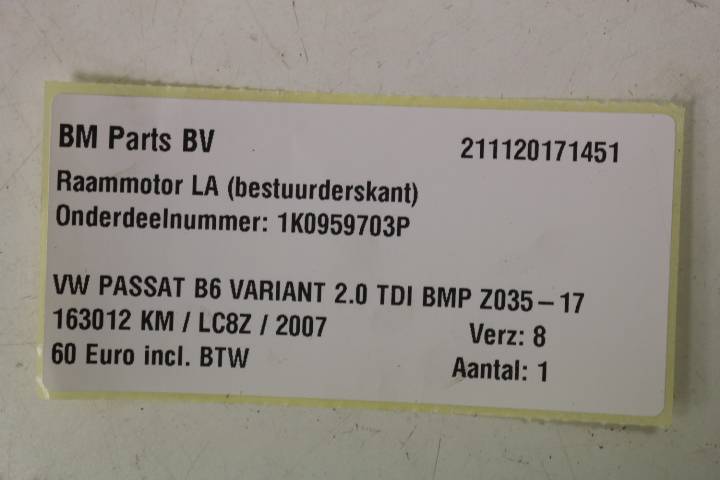 BM Parts BV 211120171451
Raammotor LA (bestuurderskant)
Onderdeelnummer: 1K0959703P
VW PASSAT B6 VARIANT 2.0 TDI BMP Z035-17
163012 KM / LC8Z / 2007 Verz: 8
60 Euro incl. BTW Aantal: 1